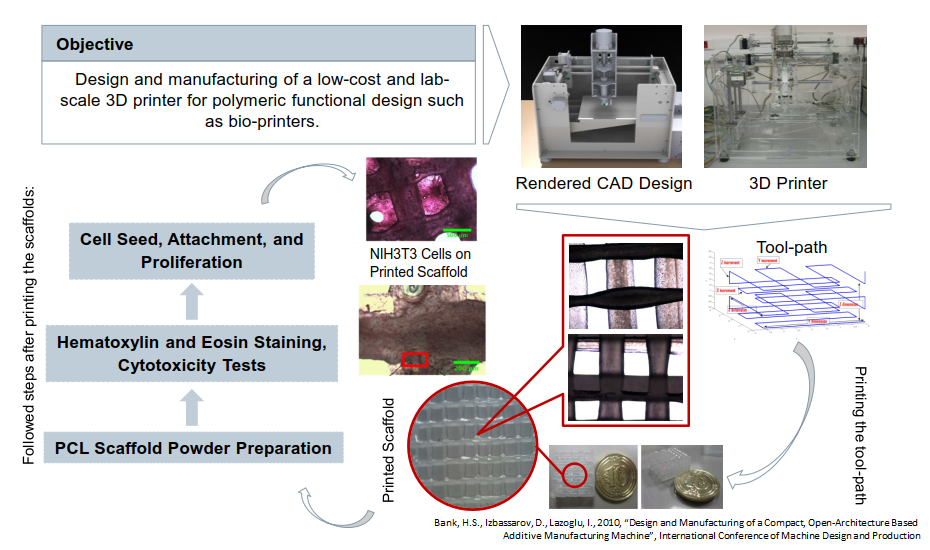 Objective
Design and manufacturing of a low-cost and lab-
scale 3D printer for polymeric functional design such
as bio-printers.
Rendered CAD Design
3D Printer
Followed steps after printing the scaffolds:
Cell Seed, Attachment, and
Proliferation
Hematoxylin and Eosin Staining,
Cytotoxicity Tests
PCL Scaffold Powder Preparation
NIH3T3 Cells on
Printed Scaffold
Printed Scaffold
Tool-path
Z increment
Y increment
Printing the tool-path
10
Bank, H.S., Izbassarov, D., Lazoglu, I., 2010, “Design and Manufacturing of a Compact, Open-Architecture Based
Additive Manufacturing Machine”, International Conference of Machine Design and Production